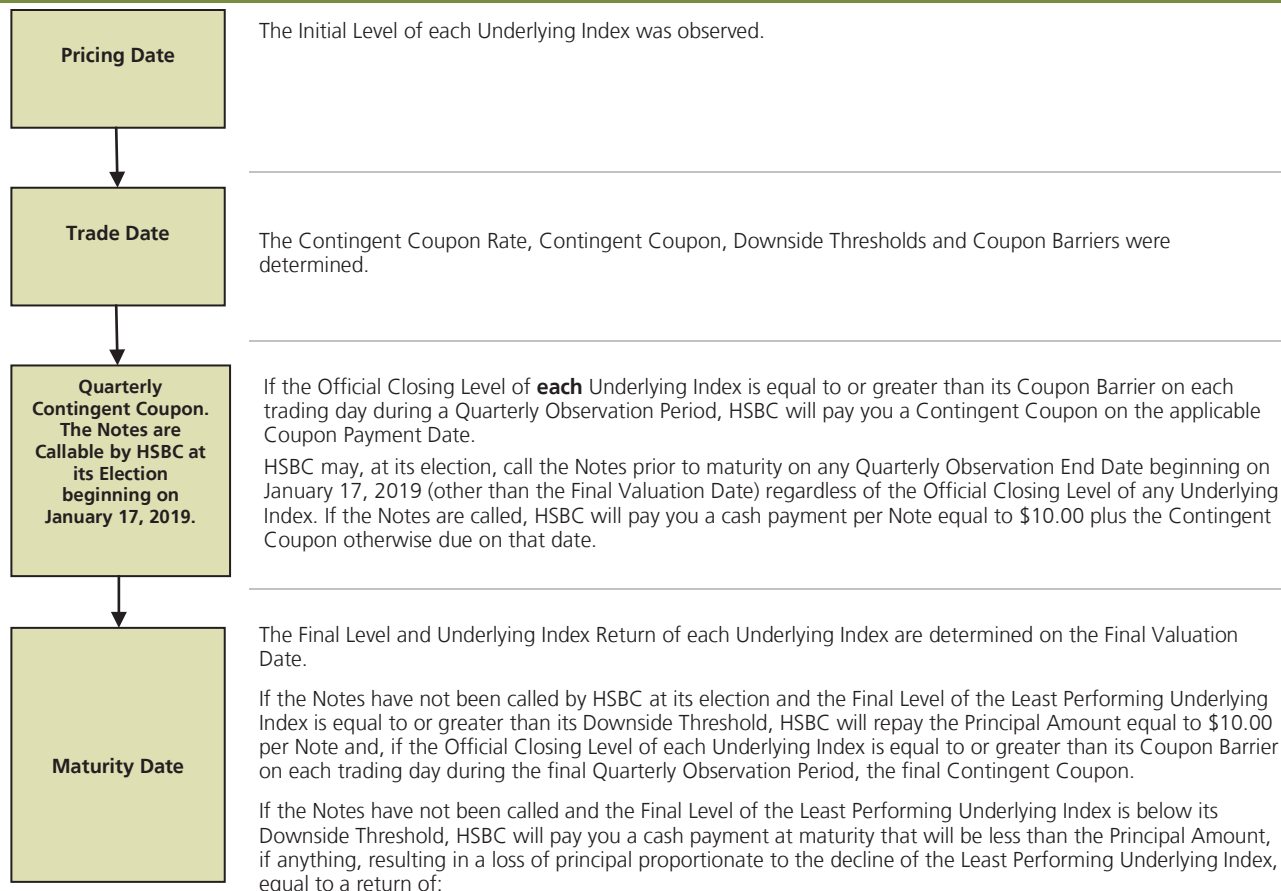 Pricing Date
The Initial Level of each Underlying Index was observed.
Trade Date
The Contingent Coupon Rate, Contingent Coupon, Downside Thresholds and Coupon Barriers were
determined.
Quarterly
Contingent Coupon.
The Notes are
Callable by HSBC at
its Election
beginning on
January 17, 2019.
If the Official Closing Level of each Underlying Index is equal to or greater than its Coupon Barrier on each
trading day during a Quarterly Observation Period, HSBC will pay you a Contingent Coupon on the applicable
Coupon Payment Date.
HSBC may, at its election, call the Notes prior to maturity on any Quarterly Observation End Date beginning on
January 17, 2019 (other than the Final Valuation Date) regardless of the Official Closing Level of any Underlying
Index. If the Notes are called, HSBC will pay you a cash payment per Note equal to $10.00 plus the Contingent
Coupon otherwise due on that date.
Maturity Date
The Final Level and Underlying Index Return of each Underlying Index are determined on the Final Valuation
Date.
If the Notes have not been called by HSBC at its election and the Final Level of the Least Performing Underlying
Index is equal to or greater than its Downside Threshold, HSBC will repay the Principal Amount equal to $10.00
per Note and, if the Official Closing Level of each Underlying Index is equal to or greater than its Coupon Barrier
on each trading day during the final Quarterly Observation Period, the final Contingent Coupon.
If the Notes have not been called and the Final Level of the Least Performing Underlying Index is below its
Downside Threshold, HSBC will pay you a cash payment at maturity that will be less than the Principal Amount,
if anything, resulting in a loss of principal proportionate to the decline of the Least Performing Underlying Index,
equal to a return of: